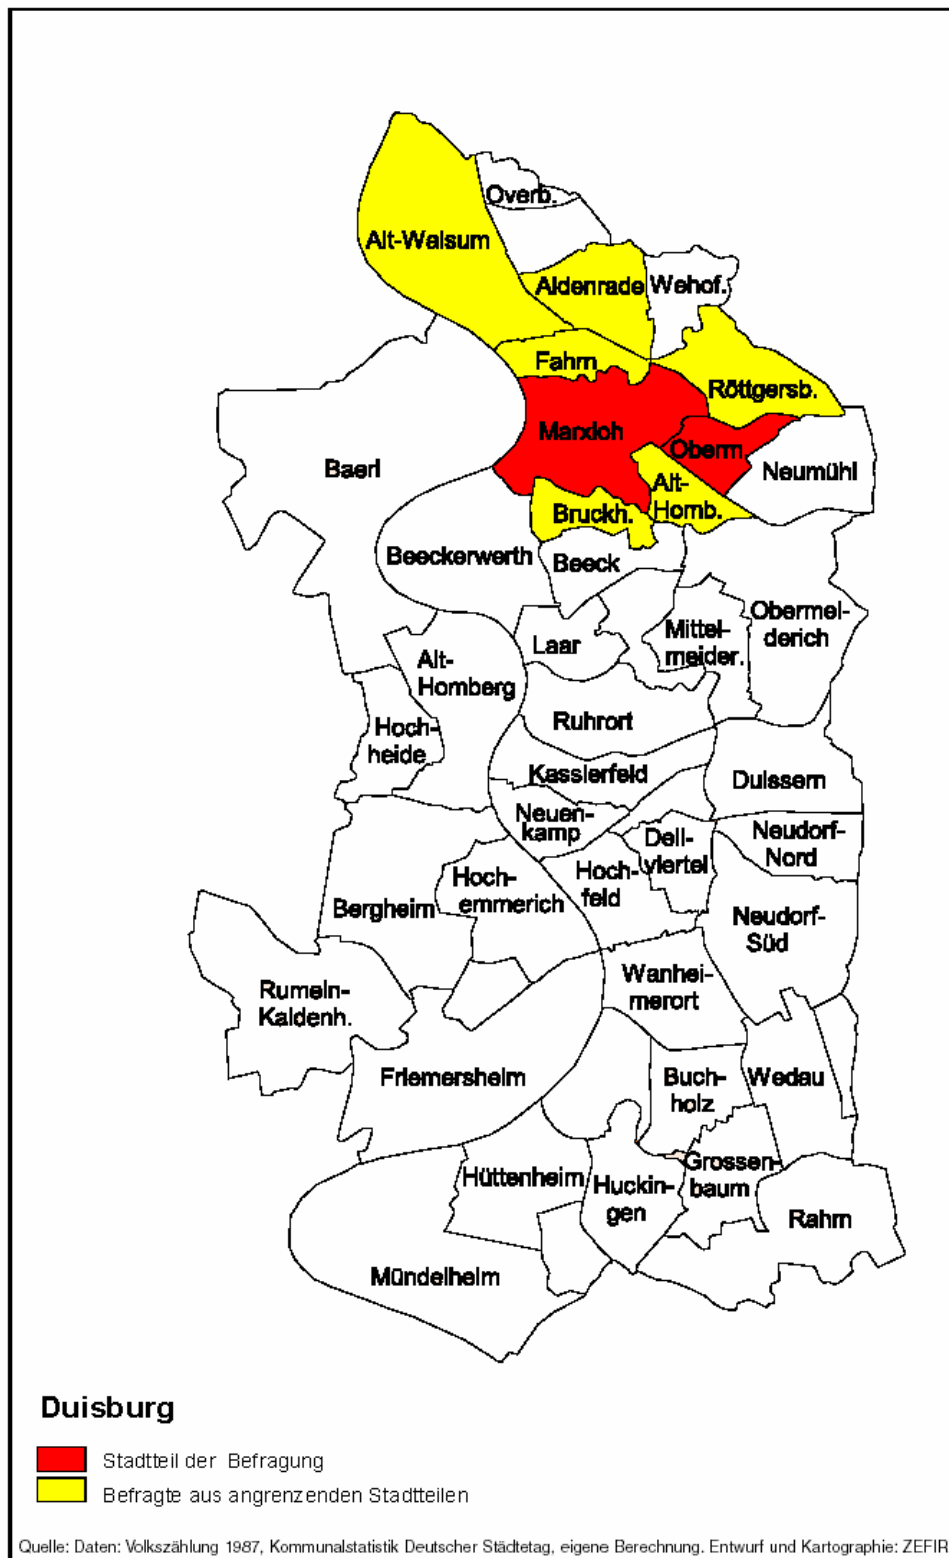 Overb.
Alt-Walsum
Aldenrade
Wehof.
Fahrn
Röttgersb.
Marxloh
Oberm
Neumühl
Baerl
Alt-
Hamb.
Bruckh.
Beeckerwerth
Beeck
Obermei-
derich
Mittel-
meider.
Laar
Alt-
Homberg
Ruhrort
Hoch-
heide
Kasslerfeld
Duissern
Neuen-
kamp
Dell-
viertel
Neudorf-
Nord
Hoch-
feld
Hoch-
emmerich
Bergheim
Neudorf-
Süd
Wanhei-
merort
Rumeln-
Kaldenh.
Friemersheim
Buch-
holz
Wedau
Grossen-
baum
Hüttenheim
Huckin-
gen
Rahm
Mündelheim
Duisburg
Stadtteil der Befragung
Befragte aus angrenzenden Stadtteilen
Quelle: Daten: Volkszählung 1987, Kommunalstatistik Deutscher Städtetag, eigene Berechnung. Entwurf und Kartographie: ZEFIR